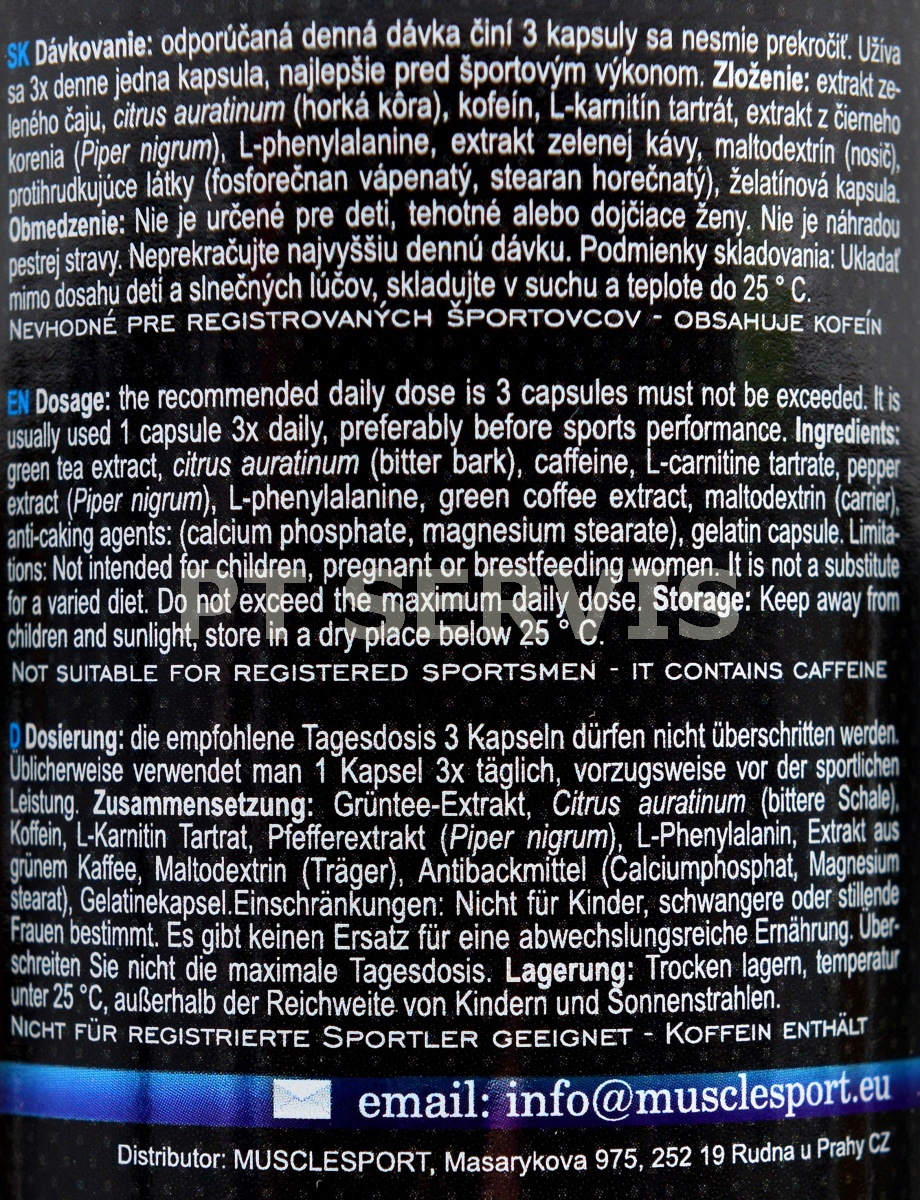 SK Dávkovanie: odporúčaná denná dávka činí 3 kapsuly sa nesmie prekročiť. Užíva
sa 3x denne jedna kapsula, najlepšie pred športovým výkonom. Zloženie: extrakt ze-
leného čaju, citrus auratinum (horká kôra), kofeín, L-karnitín tartrát, extrakt z čierneho
korenia (Piper nigrum), L-phenylalanine, extrakt zelenej kávy, maltodextrín (nosič),
protihrudkujúce látky (fosforečnan vápenatý, stearan horečnatý), želatínová kapsula.
Obmedzenie: Nie je určené pre deti, tehotné alebo dojčiace ženy. Nie je náhradou
pestrej stravy. Neprekračujte najvyššiu dennú dávku. Podmienky skladovania: Ukladať
mimo dosahu detí a slnečných lúčov, skladujte v suchu a teplote do 25 ° C.
NEVHODNÉ PRE REGISTROVANÝCH ŠPORTOVCOV - OBSAHUJE KOFEÍN
EN Dosage: the recommended daily dose is 3 capsules must not be exceeded. It is
usually used 1 capsule 3x daily, preferably before sports performance. Ingredients:
green tea extract, citrus auratinum (bitter bark), caffeine, L-carnitine tartrate, pepper
extract (Piper nigrum), L-phenylalanine, green coffee extract, maltodextrin (carrier),
anti-caking agents: (calcium phosphate, magnesium stearate), gelatin capsule. Limita-
tions: Not intended for children, pregnant or brestfeeding women. It is not a substitute
for a varied diet. Do not exceed the maximum daily dose. Storage: Keep away from
PT SERVIS
children and sunlight, store in a dry place below 25 ° C.
NOT SUITABLE FOR REGISTERED SPORTSMEN - IT CONTAINS CAFFEINE
D Dosierung: die empfohlene Tagesdosis 3 Kapseln dürfen nicht überschritten werden.
Üblicherweise verwendet man 1 Kapsel 3x täglich, vorzugsweise vor der sportlichen
Leistung. Zusammensetzung: Grüntee-Extrakt, Citrus auratinum (bittere Schale),
Koffein, L-Karnitin Tartrat, Pfefferextrakt (Piper nigrum), L-Phenylalanin, Extrakt aus
grünem Kaffee, Maltodextrin (Träger), Antibackmittel (Calciumphosphat, Magnesium
stearat), Gelatinekapsel.Einschränkungen: Nicht für Kinder, schwangere oder stillende
Frauen bestimmt. Es gibt keinen Ersatz für eine abwechslungsreiche Ernährung. Über-
schreiten Sie nicht die maximale Tagesdosis. Lagerung: Trocken lagern, temperatur
unter 25 °C, außerhalb der Reichweite von Kindern und Sonnenstrahlen.
NICHT FÜR REGISTRIERTE SPORTLER GEEIGNET - KOFFEIN ENTHÄLT
email: info@musclesport.eu
Distributor: MUSCLESPORT, Masarykova 975, 252 19 Rudna u Prahy CZ